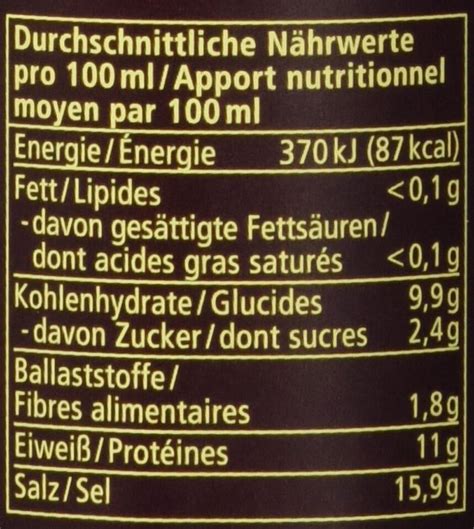 Durchschnittliche Nährwerte
pro 100 ml / Apport nutritionnel
moyen par 100 ml
Energie / Énergie 370 kJ (87 kcal)
Fett / Lipides <0,1 g
- davon gesättigte Fettsäuren /
dont acides gras saturés <0,1 g
Kohlenhydrate / Glucides 9,9 g
- davon Zucker / dont sucres 2,4 g
Ballaststoffe /
Fibres alimentaires 1,8 g
Eiweiß / Protéines 11 g
Salz / Sel 15,9 g